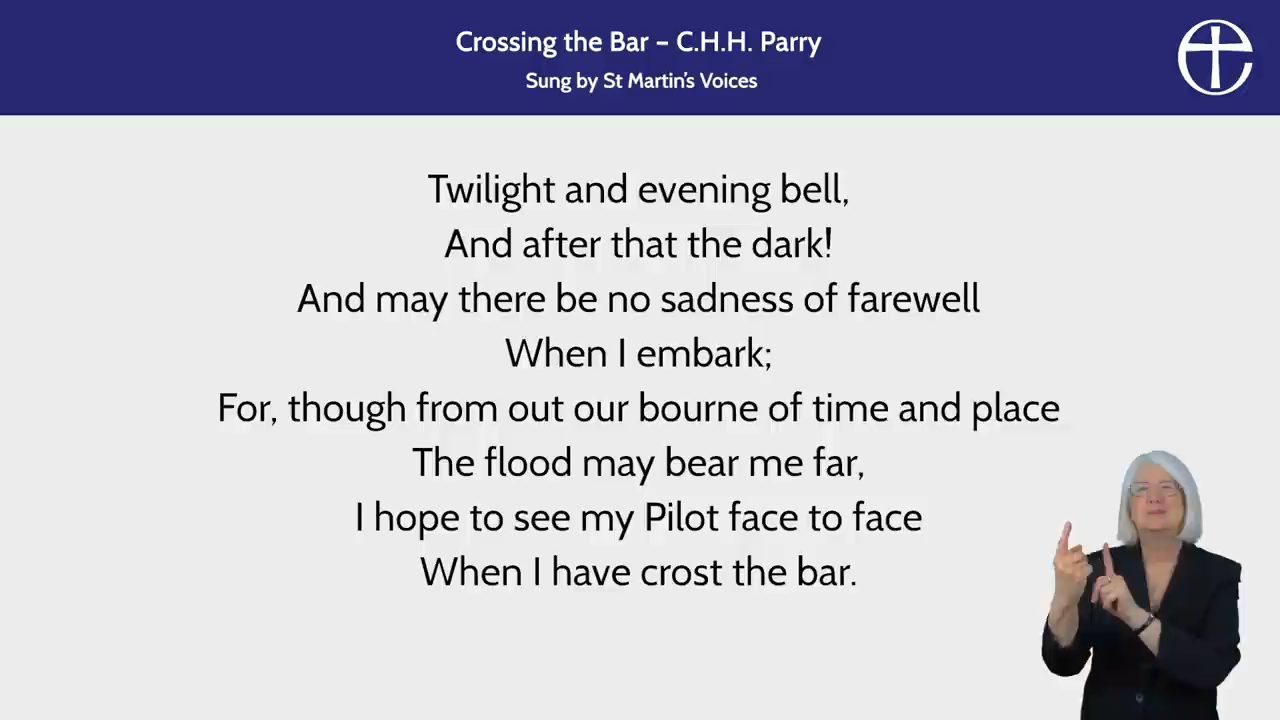 Crossing the Bar – C.H.H. Parry
Sung by St Martin's Voices
Twilight and evening bell,
And after that the dark!
And may there be no sadness of farewell
When I embark;
For, though from out our bourne of time and place
The flood may bear me far,
I hope to see my Pilot face to face
When I have crost the bar.